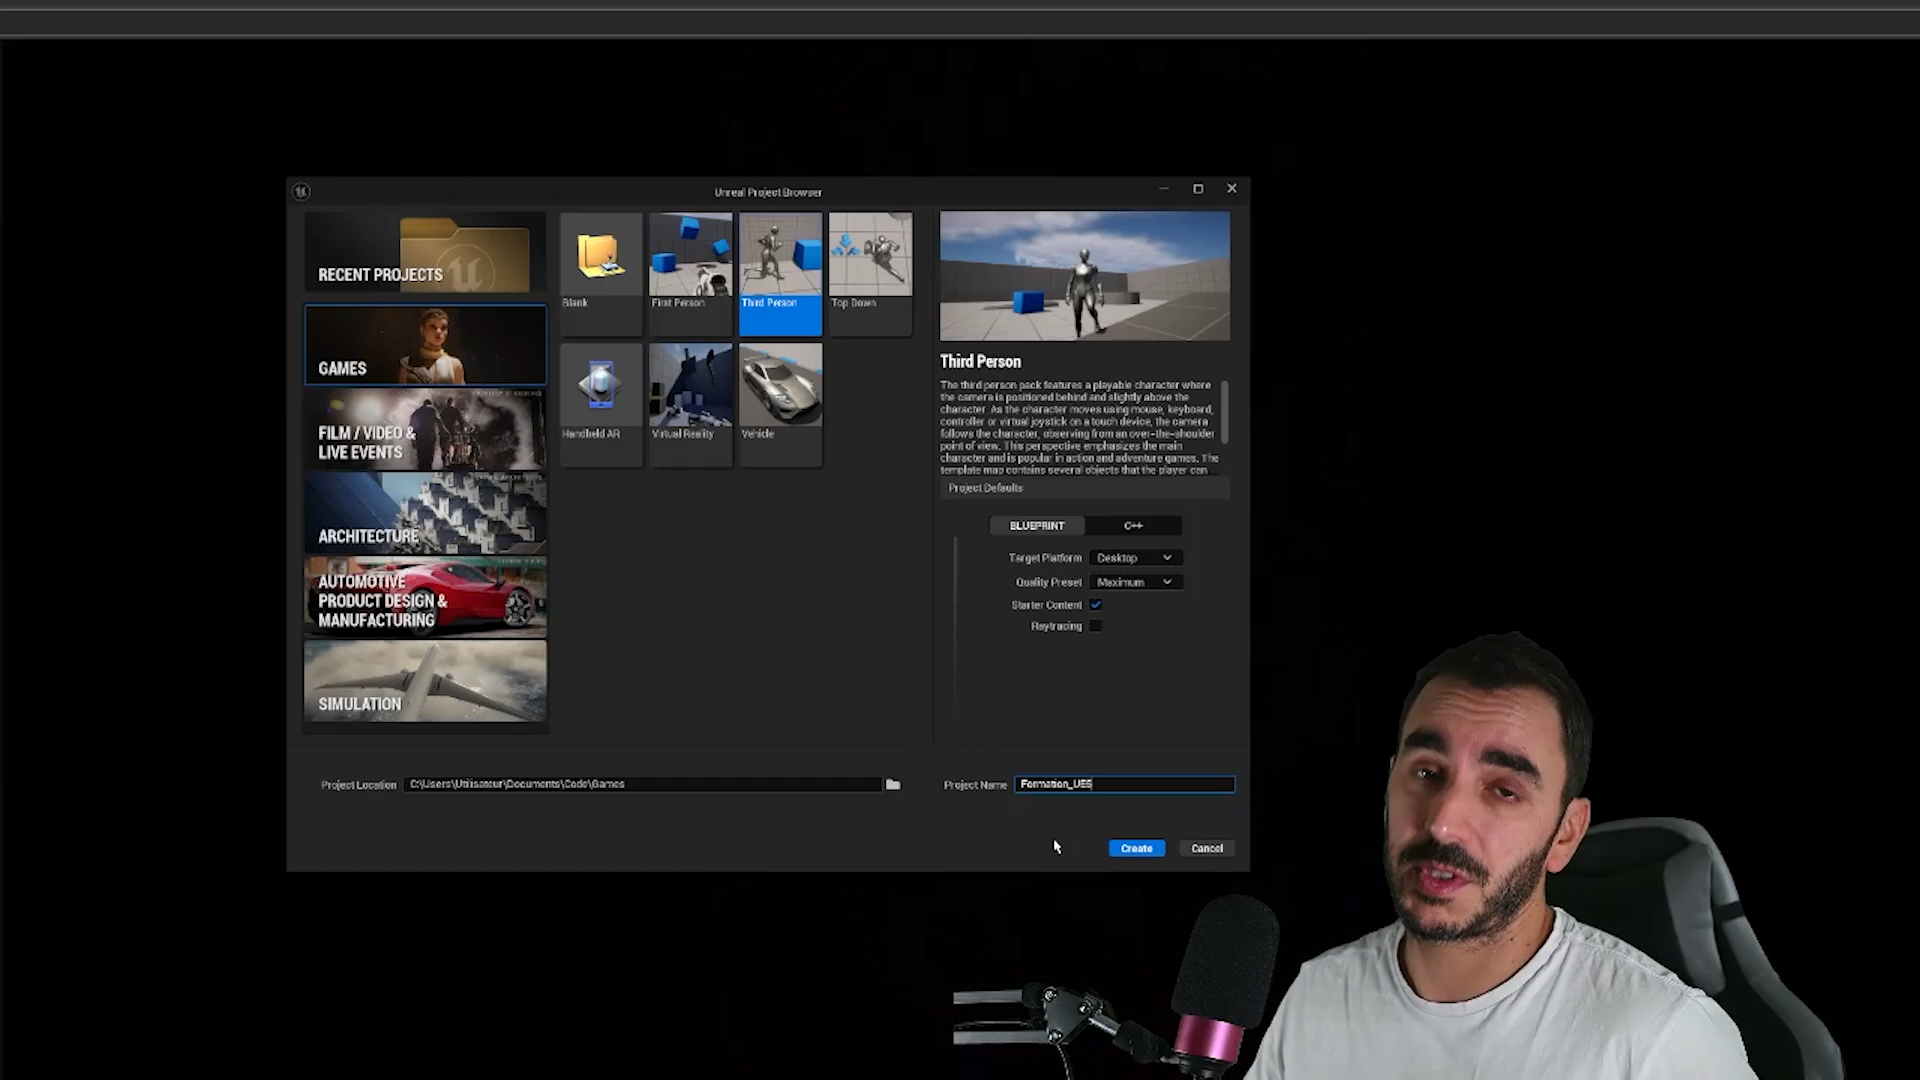 Unreal Project Browser
RECENT PROJECTS
GAMES
FILM / VIDEO &
LIVE EVENTS
ARCHITECTURE
AUTOMOTIVE
PRODUCT DESIGN &
MANUFACTURING
SIMULATION
Blank
First Person
Third Person
Top Down
Handheld AR
Virtual Reality
Vehicle
Third Person
The third person pack features a playable character where
the camera is positioned behind and slightly above the
character. As the character moves using mouse, keyboard,
controller or virtual joystick on a touch device, the camera
follows the character, observing from an over-the-shoulder
point of view. This perspective emphasizes the main
character and is popular in action and adventure games. The
template map contains several objects that the player can
Project Defaults
BLUEPRINT
C++
Target Platform
Desktop
Quality Preset
Maximum
Starter Content
Raytracing
Project Location
C:\Users\Utilisateur\Documents\Code\Games
Project Name
Formation_UE5
Create
Cancel